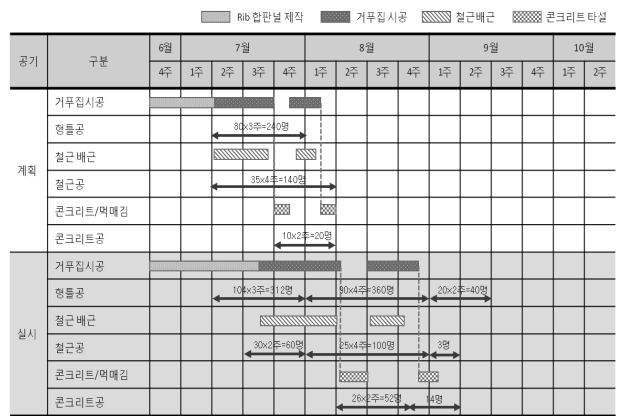 Rib 합판널 제작 거푸집시공 철근배근 콘크리트타설
공기 구분 6월 7월 8월 9월 10월
4주 1주 2주 3주 4주 1주 2주 3주 4주 1주 2주 3주 4주 1주 2주
계획 거푸집시공
형틀공 80×3주=240명
철근배근
철근공 35×4주=140명
콘크리트/먹매김
콘크리트공 10×2주=20명
실시 거푸집시공
형틀공 104×3주=312명 90×4주=360명 20×2주=40명
철근배근
철근공 30×2주=60명 25×4주=100명 3명
콘크리트/먹매김
콘크리트공 26×2주=52명 14명